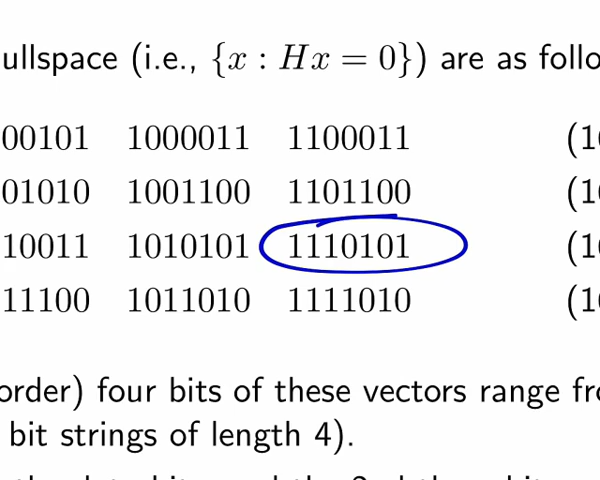 ullspace (i.e., {x : Hx = 0}) are as follo
00101 1000011 1100011 (1
01010 1001100 1101100 (1
10011 1010101 1110101 (1
11100 1011010 1111010 (1
order) four bits of these vectors range fr
bit strings of length 4).